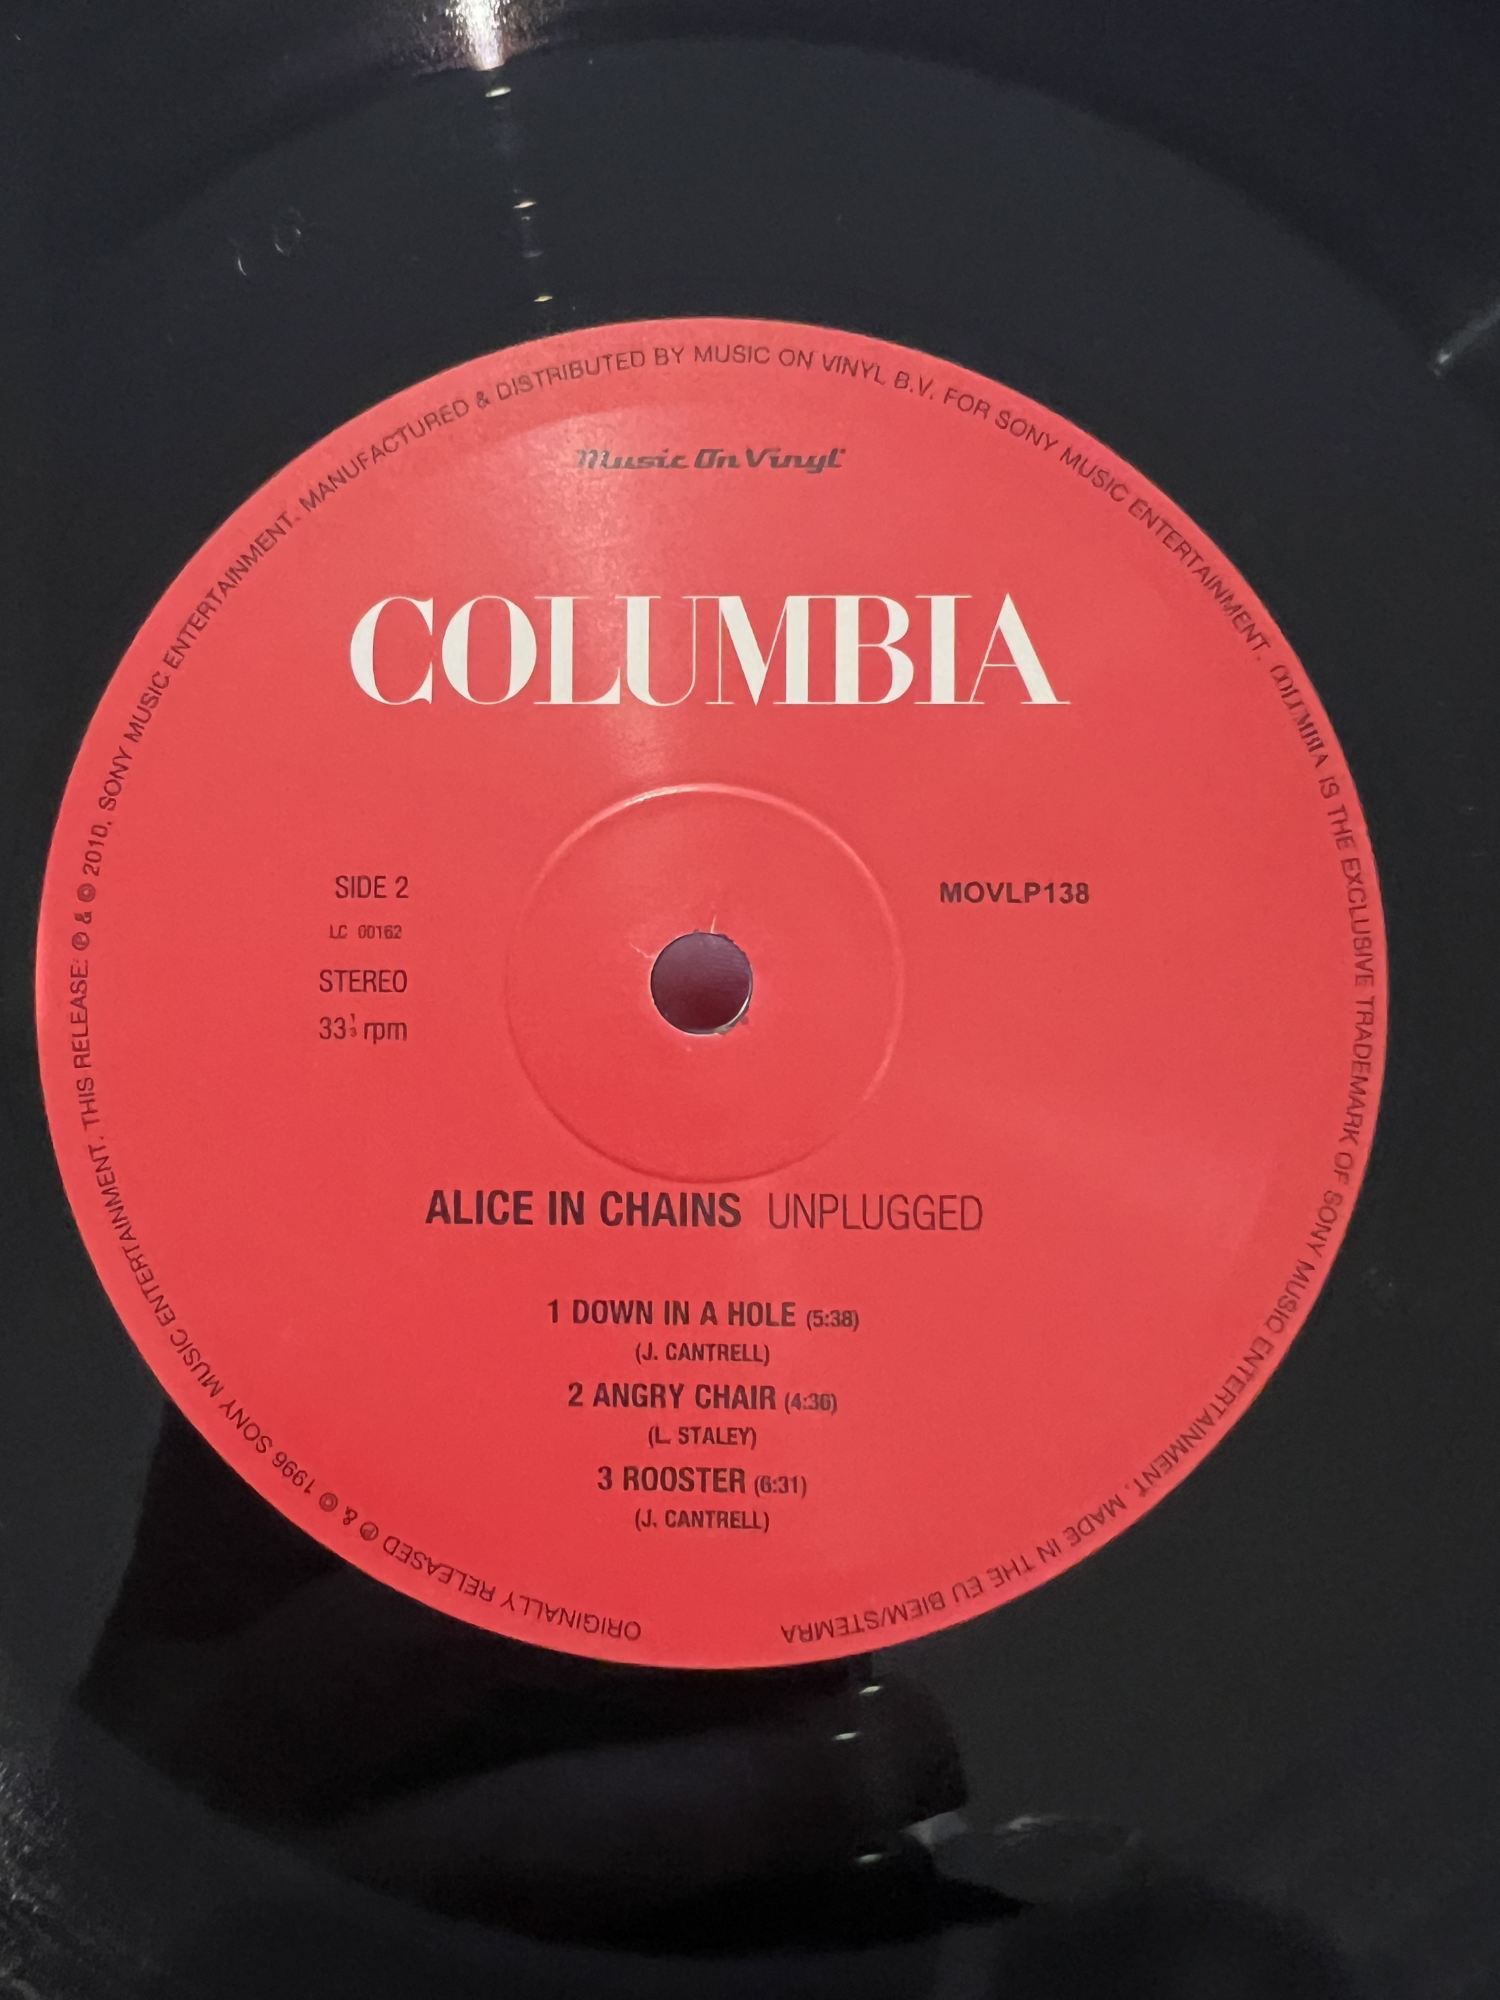 ORIGINALLY RELEASED ℗ & © 1996 SONY MUSIC ENTERTAINMENT. THIS RELEASE: ℗ & © 2010, SONY MUSIC ENTERTAINMENT. MANUFACTURED & DISTRIBUTED BY MUSIC ON VINYL B.V. FOR SONY MUSIC ENTERTAINMENT. COLUMBIA IS THE EXCLUSIVE TRADEMARK OF SONY MUSIC ENTERTAINMENT. MADE IN THE EU BIEM/STEMRA
Music On Vinyl
COLUMBIA
SIDE 2
LC 00162
STEREO
33⅓ rpm
MOVLP138
ALICE IN CHAINS UNPLUGGED
1 DOWN IN A HOLE (5:38)
(J. CANTRELL)
2 ANGRY CHAIR (4:36)
(L. STALEY)
3 ROOSTER (6:31)
(J. CANTRELL)